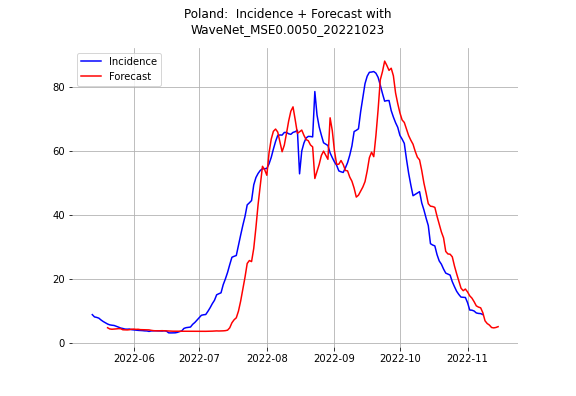 Poland:  Incidence + Forecast with
WaveNet_MSE0.0050_20221023
Incidence
Forecast
80
60
40
20
0
2022-06 2022-07 2022-08 2022-09 2022-10 2022-11